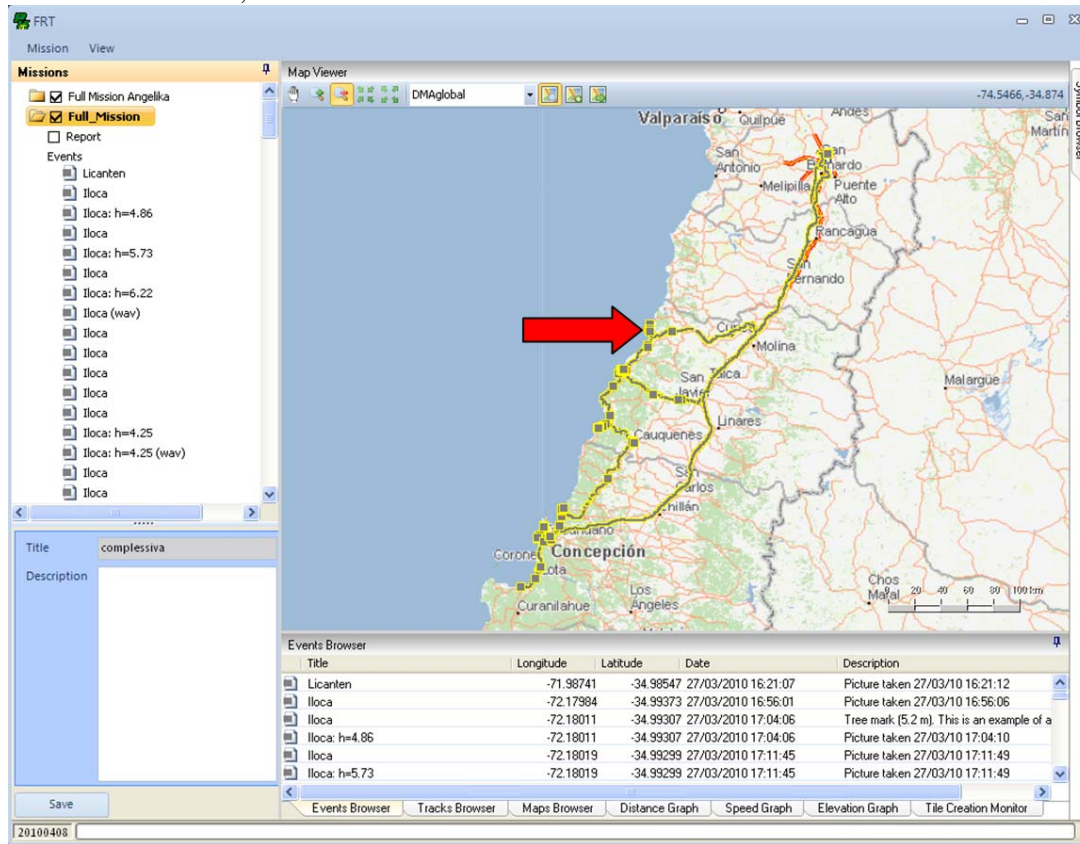 FRT
Mission View
Missions
Full Mission Angelika
Full_Mission
Report
Events
Licanten
Iloca
Iloca: h=4.86
Iloca
Iloca: h=5.73
Iloca
Iloca: h=6.22
Iloca (wav)
Iloca
Iloca
Iloca
Iloca
Iloca: h=4.25
Iloca: h=4.25 (wav)
Iloca
Iloca
Title complessiva
Description
Save
20100408
Map Viewer
DMAglobal
-74.5466,-34.874
Valparaíso Quilpué Andes San
Martín
San
Antonio
San
Bernardo
Melipilla Puente
Alto
Rancagua
San
Fernando
Molina
San
Javier
Talca
Malargüe
Linares
Cauquenes
San
Carlos
Chillán
Concepción
Lota
Curanilahue
Los
Angeles
Chos
Malal
20 40 60 80 100 km
Events Browser
Title Longitude Latitude Date Description
Licanten -71.98741 -34.98547 27/03/2010 16:21:07 Picture taken 27/03/10 16:21:12
Iloca -72.17984 -34.99373 27/03/2010 16:56:01 Picture taken 27/03/10 16:56:06
Iloca -72.18011 -34.99307 27/03/2010 17:04:06 Tree mark (5.2 m). This is an example of a
Iloca: h=4.86 -72.18011 -34.99307 27/03/2010 17:04:06 Picture taken 27/03/10 17:04:10
Iloca -72.18019 -34.99299 27/03/2010 17:11:45 Picture taken 27/03/10 17:11:49
Iloca: h=5.73 -72.18019 -34.99299 27/03/2010 17:11:45 Picture taken 27/03/10 17:11:49
Events Browser Tracks Browser Maps Browser Distance Graph Speed Graph Elevation Graph Tile Creation Monitor